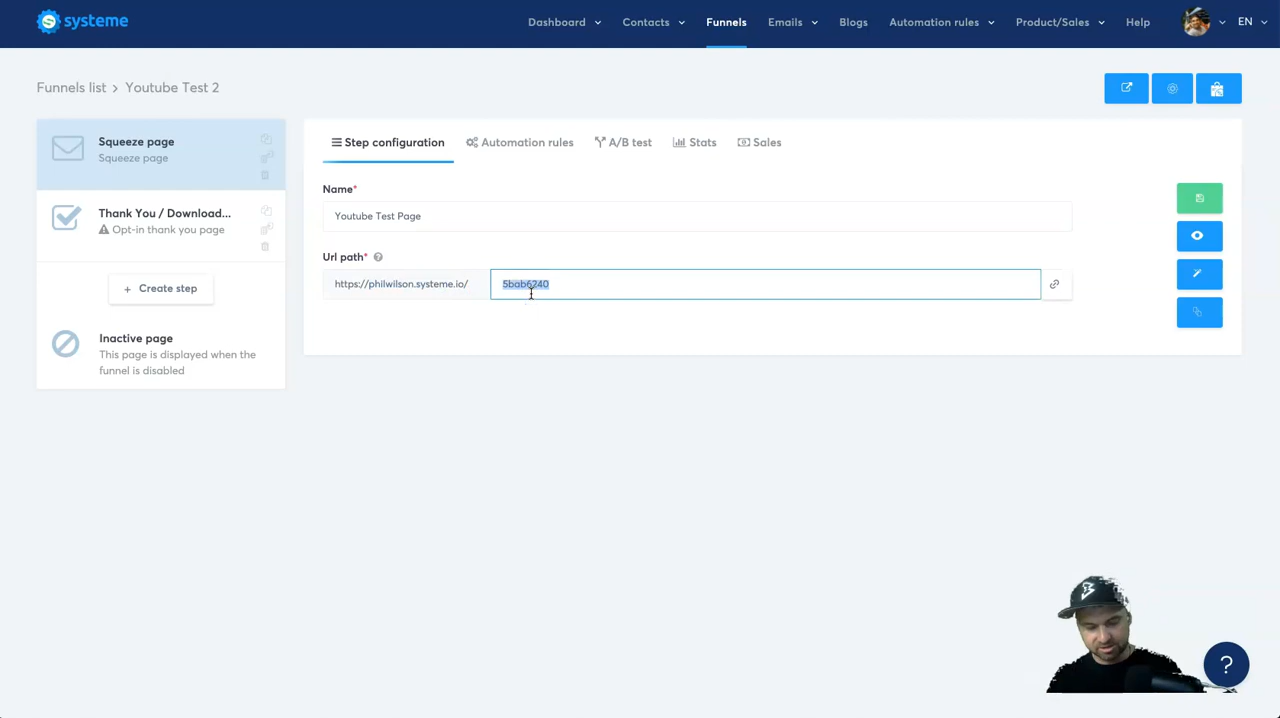 systeme
Dashboard
Contacts
Funnels
Emails
Blogs
Automation rules
Product/Sales
Help
EN
Funnels list > Youtube Test 2
Squeeze page
Squeeze page
Thank You / Download...
Opt-in thank you page
+ Create step
Inactive page
This page is displayed when the
funnel is disabled
Step configuration
Automation rules
A/B test
Stats
Sales
Name*
Youtube Test Page
Url path* ?
https://philwilson.systeme.io/ 5bab6240
?